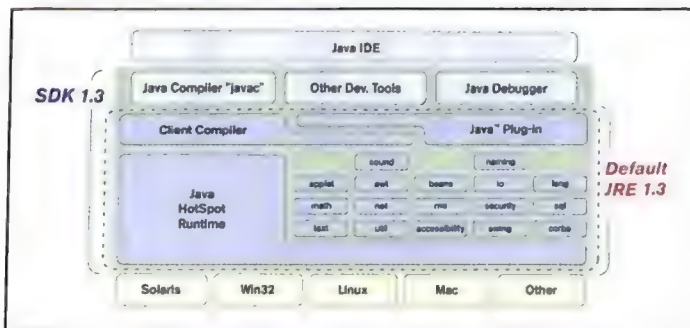 Java IDE
SDK 1.3
Java Compiler "javac"
Other Dev. Tools
Java Debugger
Client Compiler
Java™ Plug-in
sound
naming
Default
JRE 1.3
Java
HotSpot
Runtime
applet
awt
beans
io
lang
math
net
rmi
security
sql
text
util
accessibility
swing
corba
Solaris
Win32
Linux
Mac
Other